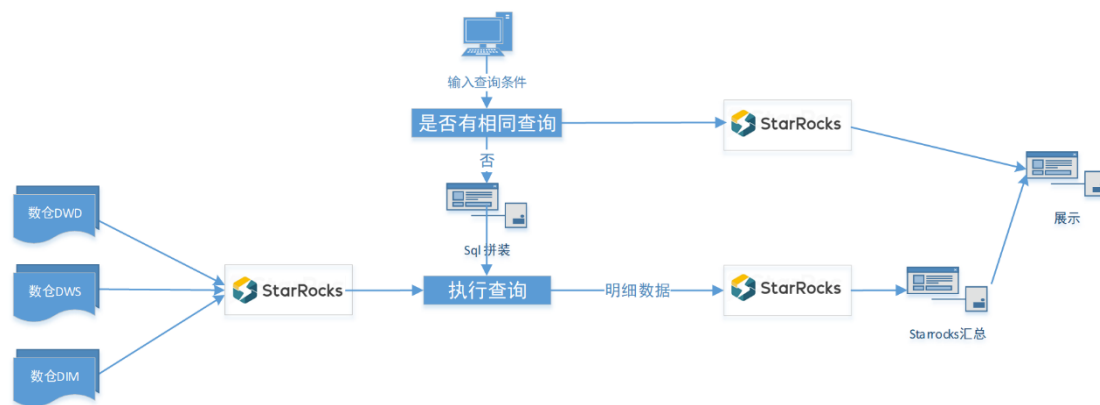 输入查询条件
是否有相同查询
StarRocks
否
数仓DWD
Sql 拼装
展示
数仓DWS
StarRocks
执行查询
明细数据
StarRocks
Starrocks汇总
数仓DIM